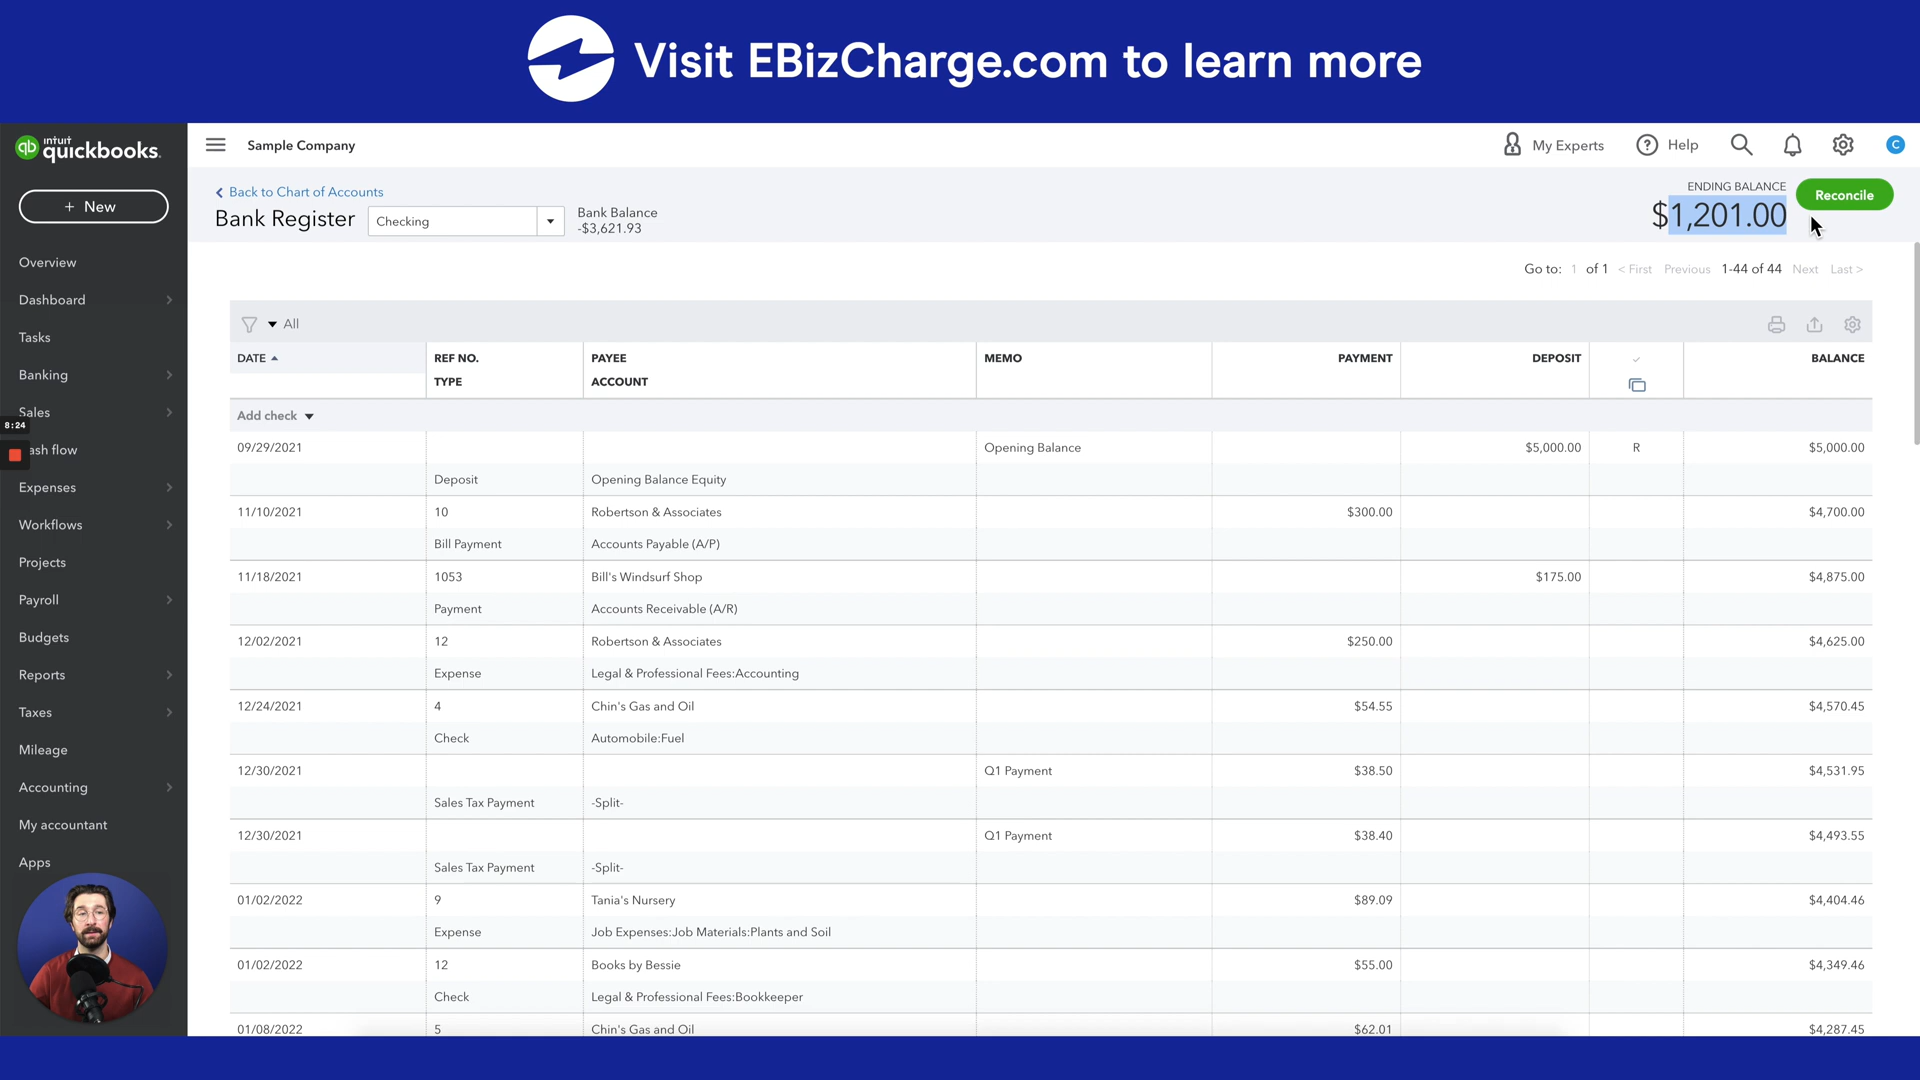 Visit EBizCharge.com to learn more
intuit
quickbooks.
Sample Company
My Experts
Help
C
+ New
Back to Chart of Accounts
Bank Register
Checking
Bank Balance
-$3,621.93
ENDING BALANCE
$1,201.00
Reconcile
Go to: 1 of 1 < First Previous 1-44 of 44 Next Last >
Overview
Dashboard
Tasks
Banking
Sales
8:24
ash flow
Expenses
Workflows
Projects
Payroll
Budgets
Reports
Taxes
Mileage
Accounting
My accountant
Apps
All
DATE REF NO. PAYEE MEMO PAYMENT DEPOSIT BALANCE
TYPE ACCOUNT
Add check
09/29/2021 Opening Balance $5,000.00 R $5,000.00
Deposit Opening Balance Equity
11/10/2021 10 Robertson & Associates $300.00 $4,700.00
Bill Payment Accounts Payable (A/P)
11/18/2021 1053 Bill's Windsurf Shop $175.00 $4,875.00
Payment Accounts Receivable (A/R)
12/02/2021 12 Robertson & Associates $250.00 $4,625.00
Expense Legal & Professional Fees:Accounting
12/24/2021 4 Chin's Gas and Oil $54.55 $4,570.45
Check Automobile:Fuel
12/30/2021 Q1 Payment $38.50 $4,531.95
Sales Tax Payment -Split-
12/30/2021 Q1 Payment $38.40 $4,493.55
Sales Tax Payment -Split-
01/02/2022 9 Tania's Nursery $89.09 $4,404.46
Expense Job Expenses:Job Materials:Plants and Soil
01/02/2022 12 Books by Bessie $55.00 $4,349.46
Check Legal & Professional Fees:Bookkeeper
01/08/2022 5 Chin's Gas and Oil $62.01 $4,287.45